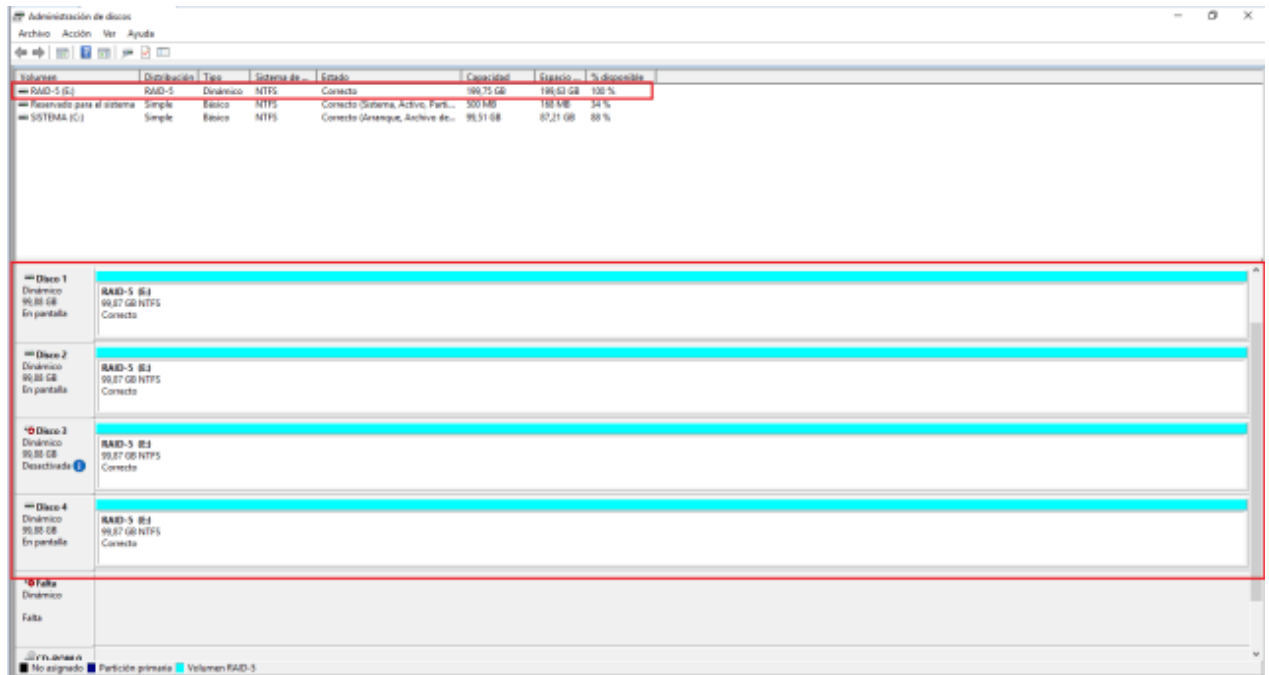 Administración de discos
Archivo Acción Ver Ayuda
Volumen Distribución Tipo Sistema de ... Estado Capacidad Espacio ... % disponible
RAID-5 (E:) RAID-5 Dinámico NTFS Correcto 199,75 GB 199,63 GB 100 %
Reservado para el sistema Simple Básico NTFS Correcto (Sistema, Activo, Parti... 500 MB 168 MB 34 %
SISTEMA (C:) Simple Básico NTFS Correcto (Arranque, Archivo de... 99,51 GB 87,21 GB 88 %
Disco 1
Dinámico
99,88 GB
En pantalla
RAID-5 (E:)
99,87 GB NTFS
Correcto
Disco 2
Dinámico
99,88 GB
En pantalla
RAID-5 (E:)
99,87 GB NTFS
Correcto
Disco 3
Dinámico
99,88 GB
Desactivado
RAID-5 (E:)
99,87 GB NTFS
Correcto
Disco 4
Dinámico
99,88 GB
En pantalla
RAID-5 (E:)
99,87 GB NTFS
Correcto
Falta
Dinámico
Falta
CD-ROM 0
No asignado Partición primaria Volumen RAID-5